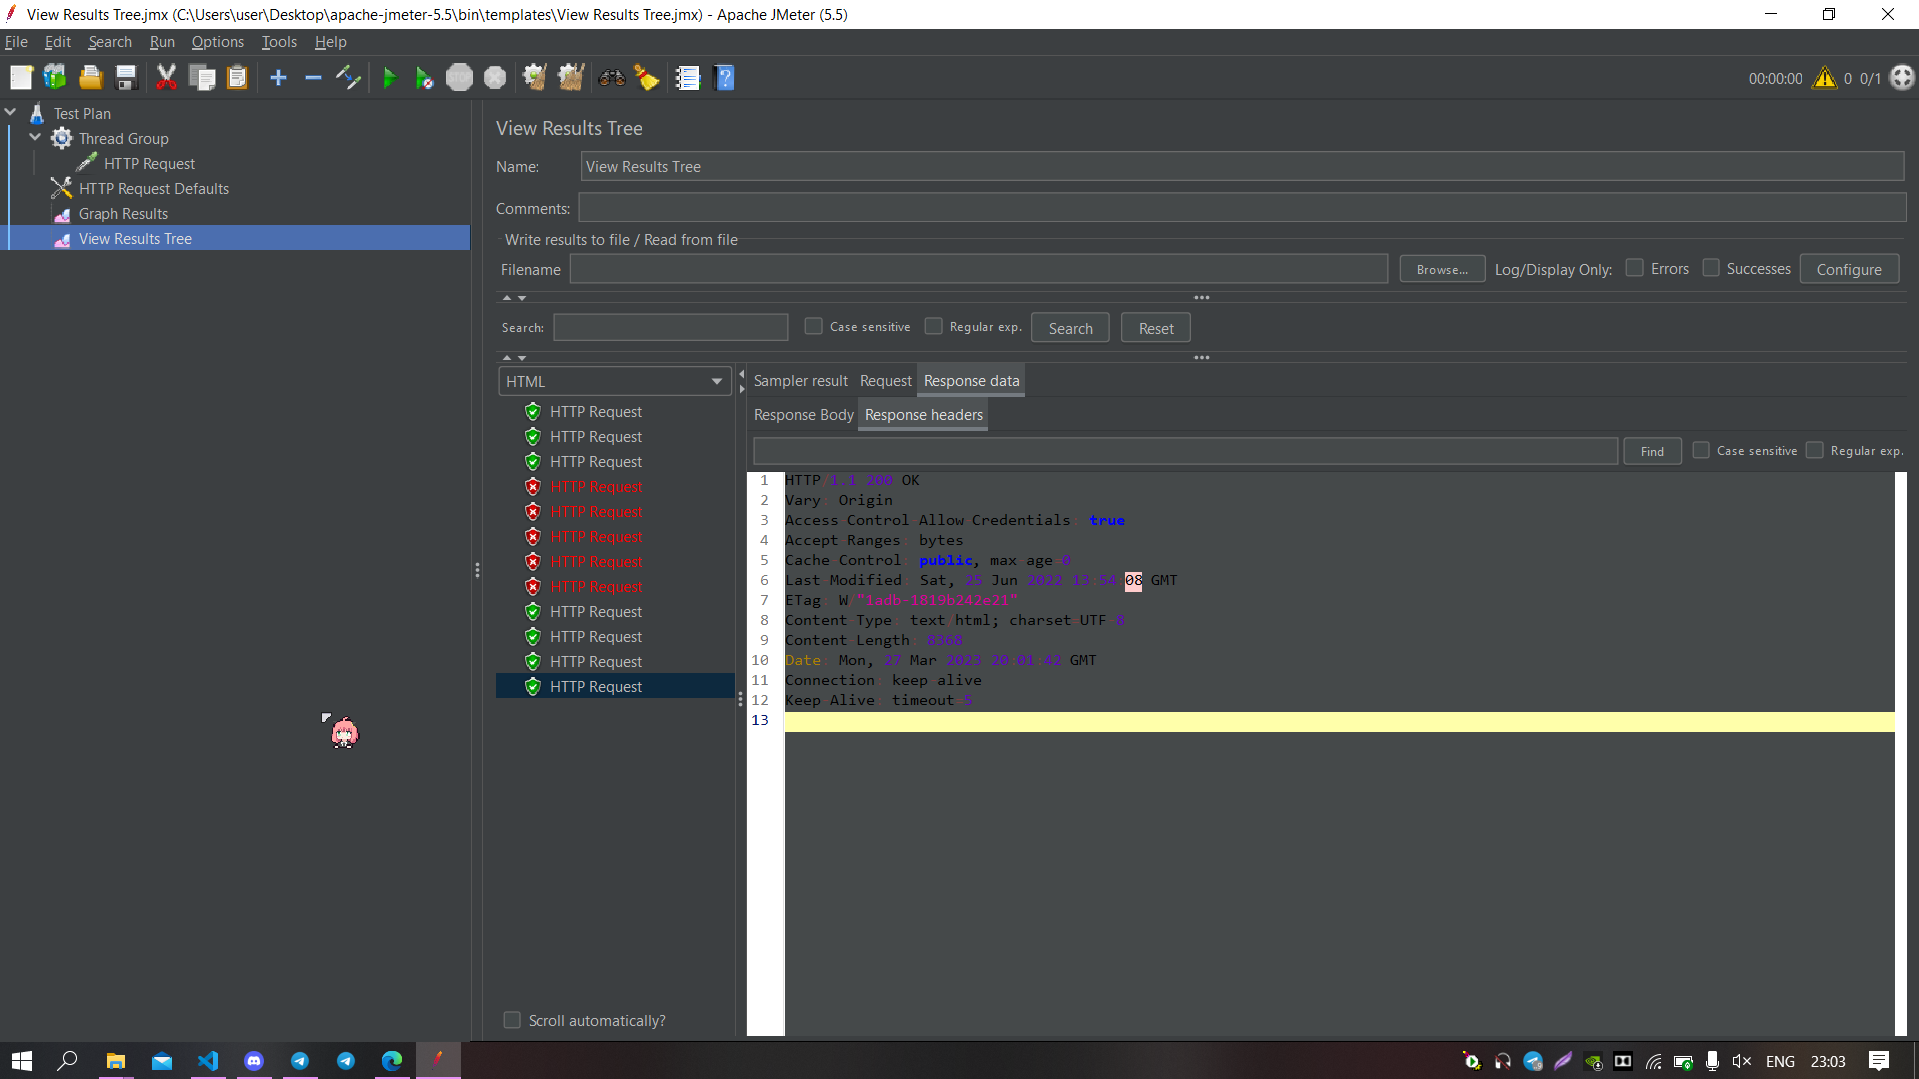 View Results Tree.jmx (C:\Users\user\Desktop\apache-jmeter-5.5\bin\templates\View Results Tree.jmx) - Apache JMeter (5.5)
File Edit Search Run Options Tools Help
STOP
00:00:00 0 0/1
Test Plan
Thread Group
HTTP Request
HTTP Request Defaults
Graph Results
View Results Tree
View Results Tree
Name: View Results Tree
Comments:
Write results to file / Read from file
Filename Browse... Log/Display Only: Errors Successes Configure
Search: Case sensitive Regular exp. Search Reset
HTML
HTTP Request
HTTP Request
HTTP Request
HTTP Request
HTTP Request
HTTP Request
HTTP Request
HTTP Request
HTTP Request
HTTP Request
HTTP Request
HTTP Request
Scroll automatically?
Sampler result Request Response data
Response Body Response headers
Find Case sensitive Regular exp.
1 HTTP/1.1 200 OK
2 Vary: Origin
3 Access-Control-Allow-Credentials: true
4 Accept-Ranges: bytes
5 Cache-Control: public, max-age=0
6 Last-Modified: Sat, 25 Jun 2022 13:54:08 GMT
7 ETag: W/"1adb-1819b242e21"
8 Content-Type: text/html; charset=UTF-8
9 Content-Length: 8368
10 Date: Mon, 27 Mar 2023 20:01:42 GMT
11 Connection: keep-alive
12 Keep-Alive: timeout=5
13
ENG 23:03